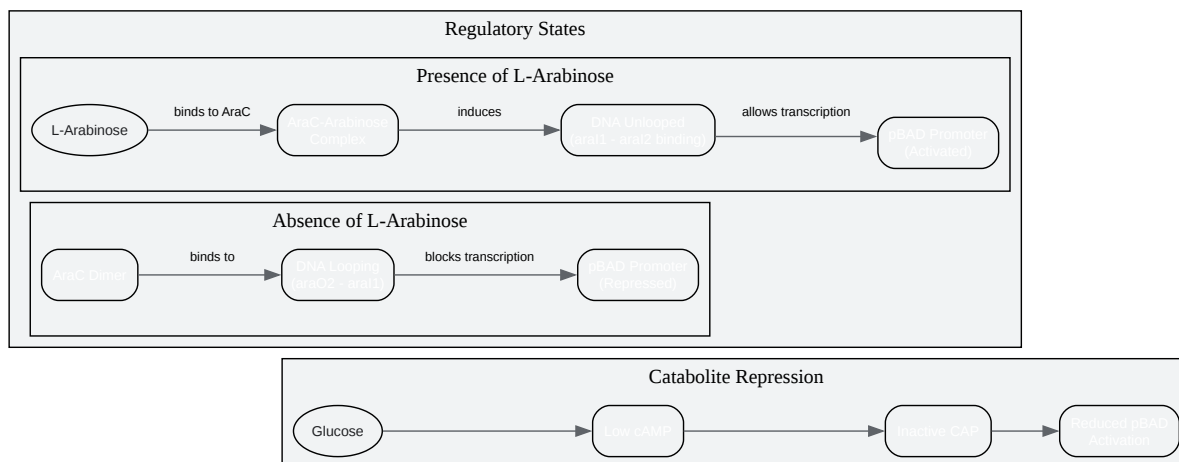 Regulatory States
Presence of L-Arabinose
L-Arabinose
binds to AraC
AraC-Arabinose
Complex
induces
DNA Unlooped
(araI1 - araI2 binding)
allows transcription
pBAD Promoter
(Activated)
Absence of L-Arabinose
AraC Dimer
binds to
DNA Looping
(araO2 - araI1)
blocks transcription
pBAD Promoter
(Repressed)
Catabolite Repression
Glucose
Low cAMP
Inactive CAP
Reduced pBAD
Activation